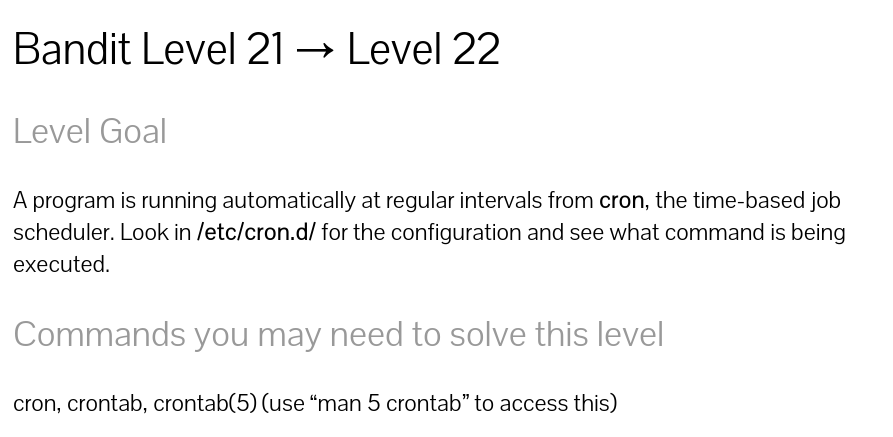 Bandit Level 21 → Level 22
Level Goal
A program is running automatically at regular intervals from cron, the time-based job
scheduler. Look in /etc/cron.d/ for the configuration and see what command is being
executed.
Commands you may need to solve this level
cron, crontab, crontab(5) (use “man 5 crontab” to access this)